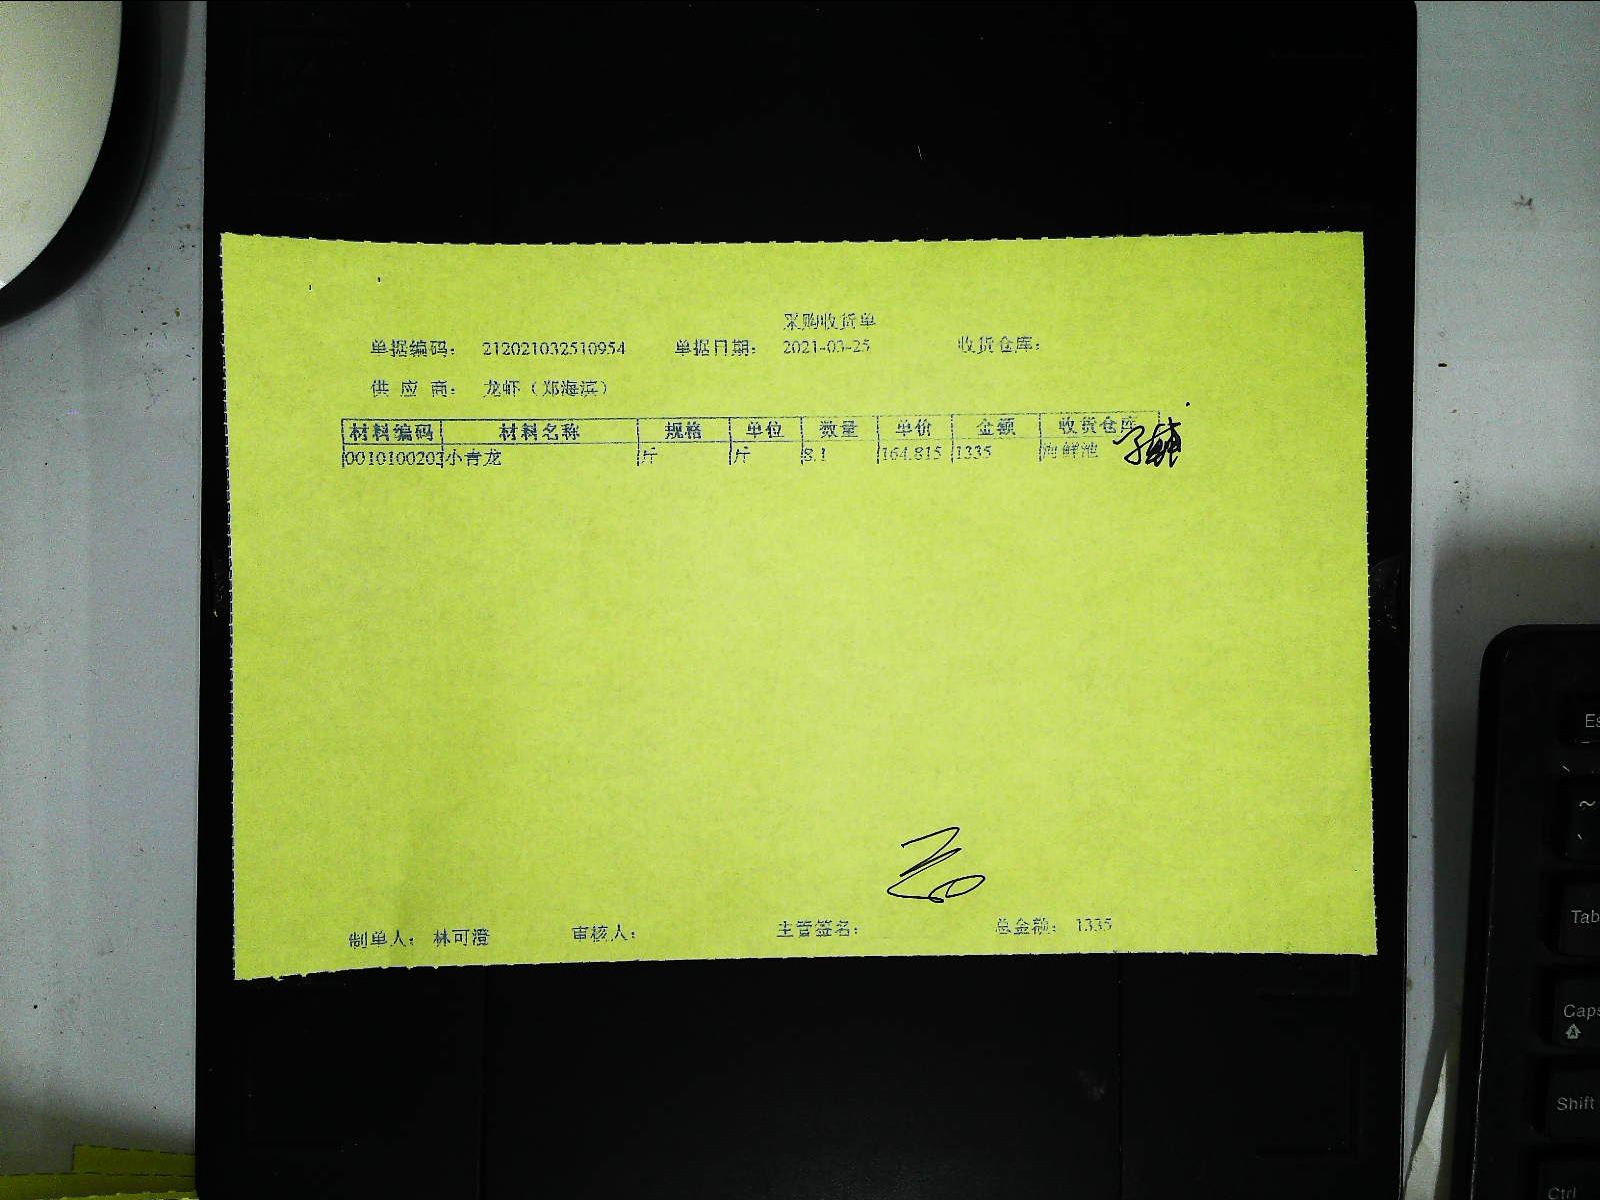 采购收货单
单据编码： 212021032510954 单据日期： 2021-03-25 收货仓库：
供 应 商： 龙虾（郑海滨）
材料编码 材料名称 规格 单位 数量 单价 金额 收货仓库
0010100202 小青龙 斤 斤 8.1 164.815 1335 海鲜池
制单人： 林可澄 审核人： 主管签名： 总金额： 1335
Es
~
Tab
Caps
Shift
Ctrl